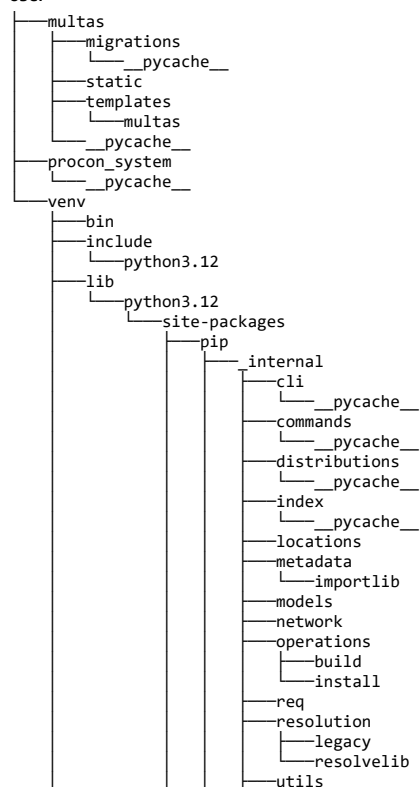 ├───multas
│   ├───migrations
│   │   └───__pycache__
│   ├───static
│   ├───templates
│   │   └───multas
│   └───__pycache__
├───procon_system
│   └───__pycache__
└───venv
    ├───bin
    ├───include
    │   └───python3.12
    ├───lib
    │   └───python3.12
    │       └───site-packages
    │           ├───pip
    │           │   ├───_internal
    │           │   │   ├───cli
    │           │   │   │   └───__pycache__
    │           │   │   ├───commands
    │           │   │   │   └───__pycache__
    │           │   │   ├───distributions
    │           │   │   │   └───__pycache__
    │           │   │   ├───index
    │           │   │   │   └───__pycache__
    │           │   │   ├───locations
    │           │   │   ├───metadata
    │           │   │   │   └───importlib
    │           │   │   ├───models
    │           │   │   ├───network
    │           │   │   ├───operations
    │           │   │   │   ├───build
    │           │   │   │   └───install
    │           │   │   ├───req
    │           │   │   ├───resolution
    │           │   │   │   ├───legacy
    │           │   │   │   └───resolvelib
    │           │   │   ├───utils